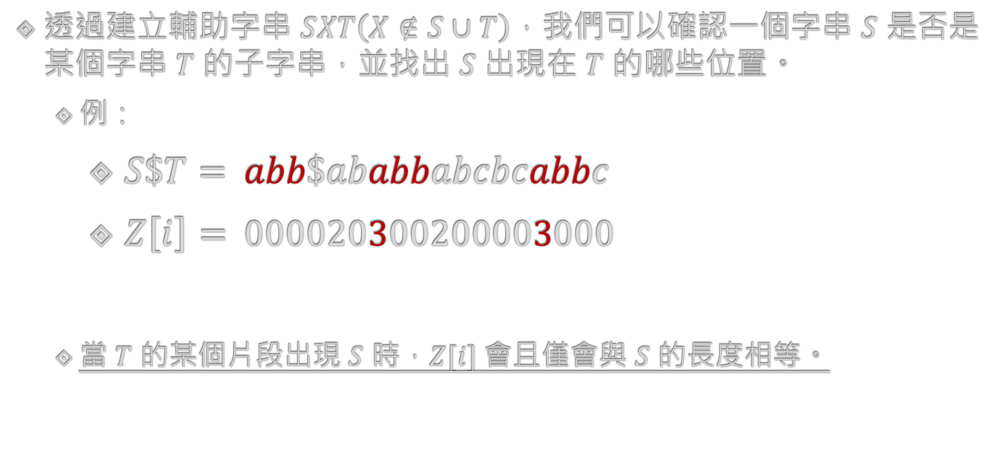 透過建立輔助字串 SXT(X ∉ S ∪ T)，我們可以確認一個字串 S 是否是
某個字串 T 的子字串，並找出 S 出現在 T 的哪些位置。
例：
S$T = abb$ababbabcbcabbc
Z[i] = 000020300200003000
當 T 的某個片段出現 S 時，Z[i] 會且僅會與 S 的長度相等。